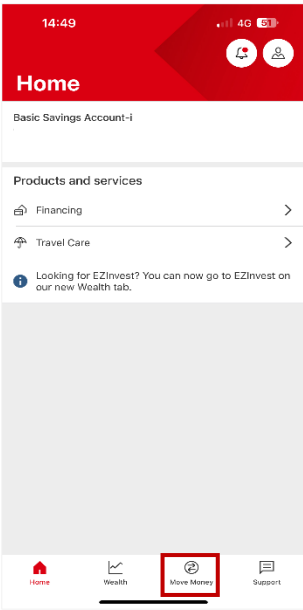 14:49
4G 51
Home
Basic Savings Account-i
Products and services
Financing
Travel Care
Looking for EZInvest? You can now go to EZInvest on
our new Wealth tab.
Home Wealth Move Money Support